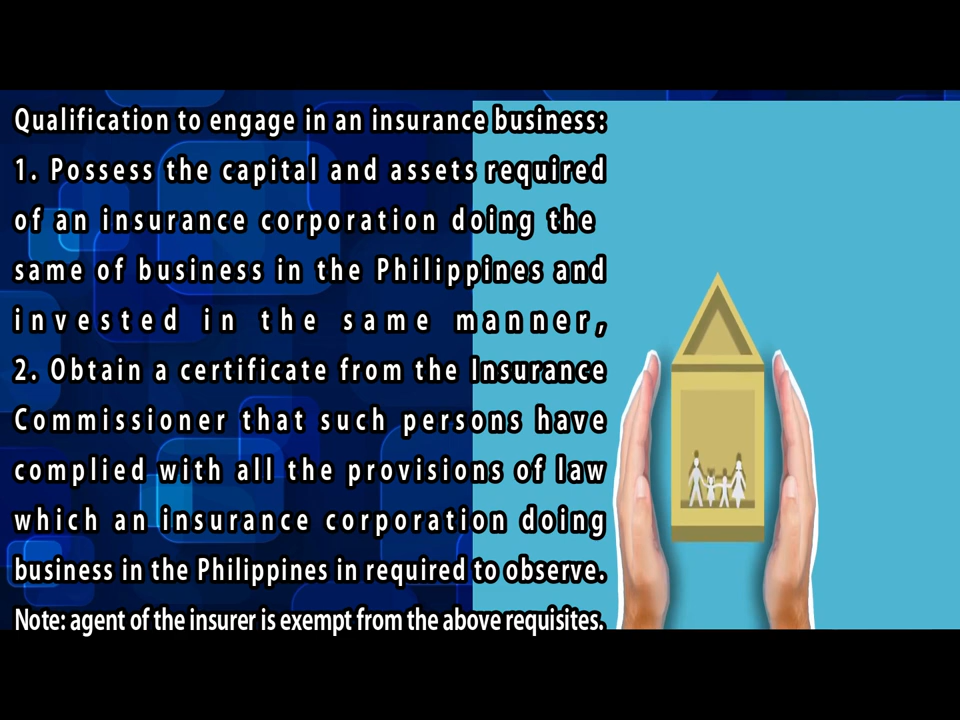 Qualification to engage in an insurance business:
1. Possess the capital and assets required
of an insurance corporation doing the
same of business in the Philippines and
invested in the same manner,
2. Obtain a certificate from the Insurance
Commissioner that such persons have
complied with all the provisions of law
which an insurance corporation doing
business in the Philippines in required to observe.
Note: agent of the insurer is exempt from the above requisites.